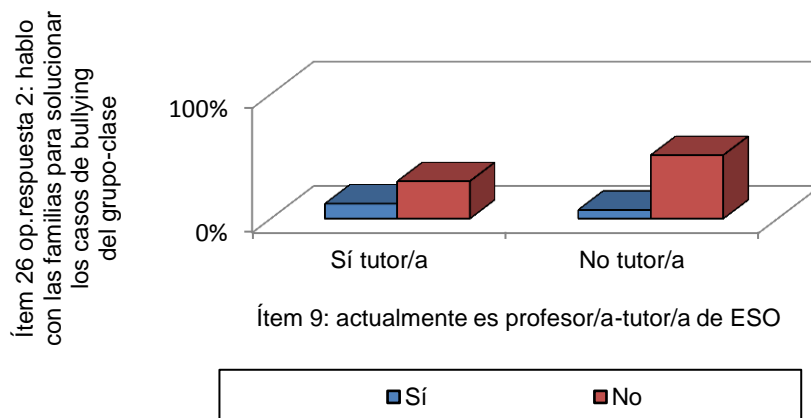 Ítem 26 op.respuesta 2: hablo
con las familias para solucionar
los casos de bullying
del grupo-clase
100%
0%
Sí tutor/a
No tutor/a
Ítem 9: actualmente es profesor/a-tutor/a de ESO
Sí
No